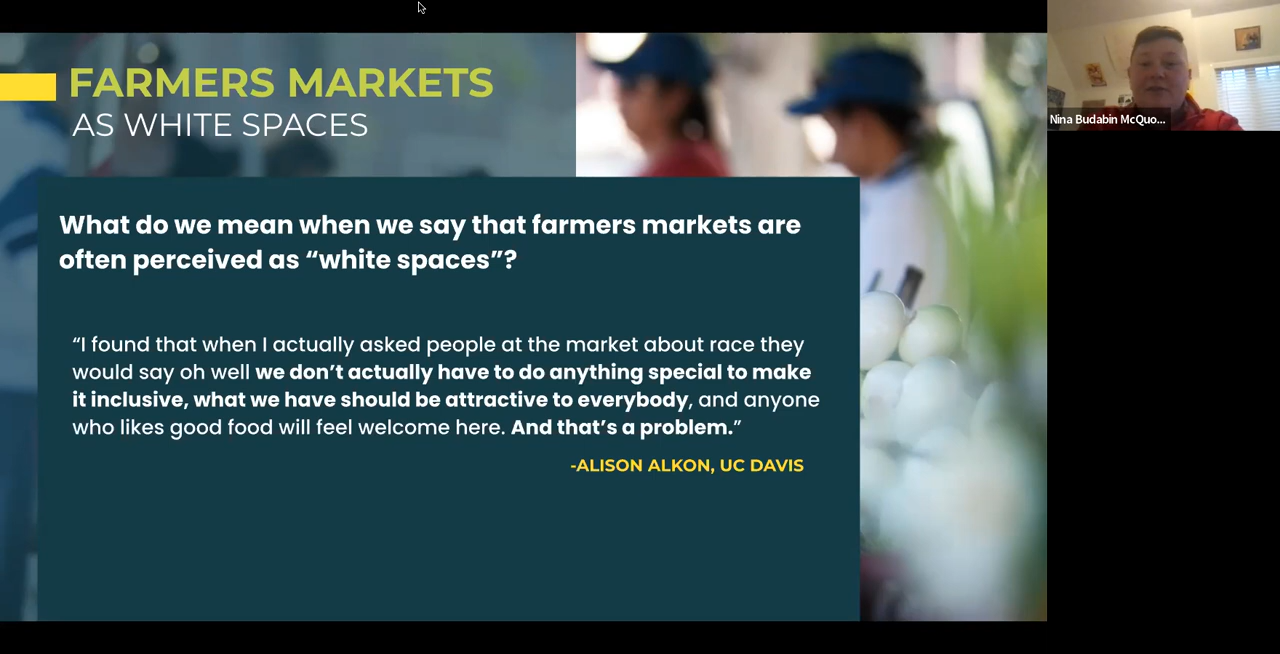 FARMERS MARKETS
AS WHITE SPACES
What do we mean when we say that farmers markets are
often perceived as “white spaces”?
“I found that when I actually asked people at the market about race they
would say oh well we don’t actually have to do anything special to make
it inclusive, what we have should be attractive to everybody, and anyone
who likes good food will feel welcome here. And that’s a problem.”
-ALISON ALKON, UC DAVIS
Nina Budabin McQuo...